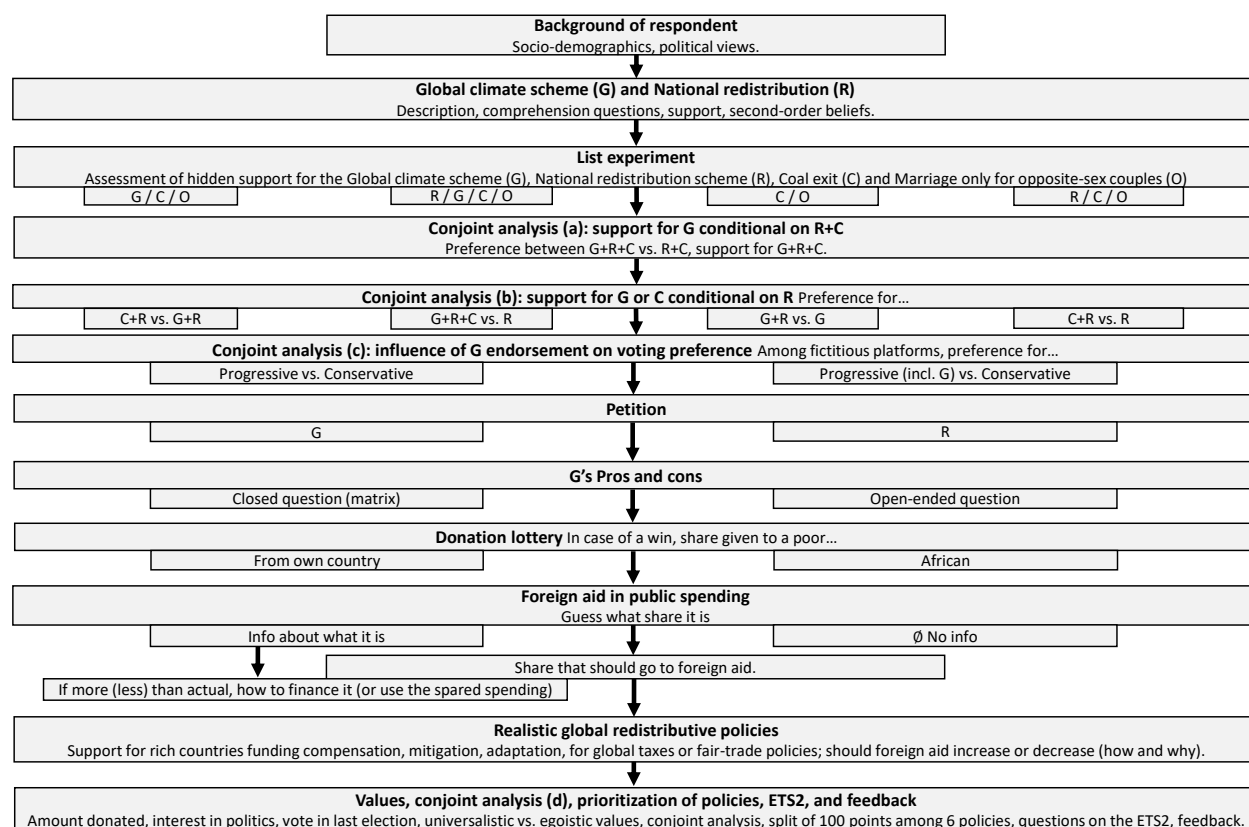 Background of respondent
Socio-demographics, political views.
Global climate scheme (G) and National redistribution (R)
Description, comprehension questions, support, second-order beliefs.
List experiment
Assessment of hidden support for the Global climate scheme (G), National redistribution scheme (R), Coal exit (C) and Marriage only for opposite-sex couples (O)
G / C / O
R / G / C / O
C / O
R / C / O
Conjoint analysis (a): support for G conditional on R+C
Preference between G+R+C vs. R+C, support for G+R+C.
Conjoint analysis (b): support for G or C conditional on R Preference for…
C+R vs. G+R
G+R+C vs. R
G+R vs. G
C+R vs. R
Conjoint analysis (c): influence of G endorsement on voting preference Among fictitious platforms, preference for…
Progressive vs. Conservative
Progressive (incl. G) vs. Conservative
Petition
G
R
G’s Pros and cons
Closed question (matrix)
Open-ended question
Donation lottery In case of a win, share given to a poor…
From own country
African
Foreign aid in public spending
Guess what share it is
Info about what it is
Ø No info
Share that should go to foreign aid.
If more (less) than actual, how to finance it (or use the spared spending)
Realistic global redistributive policies
Support for rich countries funding compensation, mitigation, adaptation, for global taxes or fair-trade policies; should foreign aid increase or decrease (how and why).
Values, conjoint analysis (d), prioritization of policies, ETS2, and feedback
Amount donated, interest in politics, vote in last election, universalistic vs. egoistic values, conjoint analysis, split of 100 points among 6 policies, questions on the ETS2, feedback.